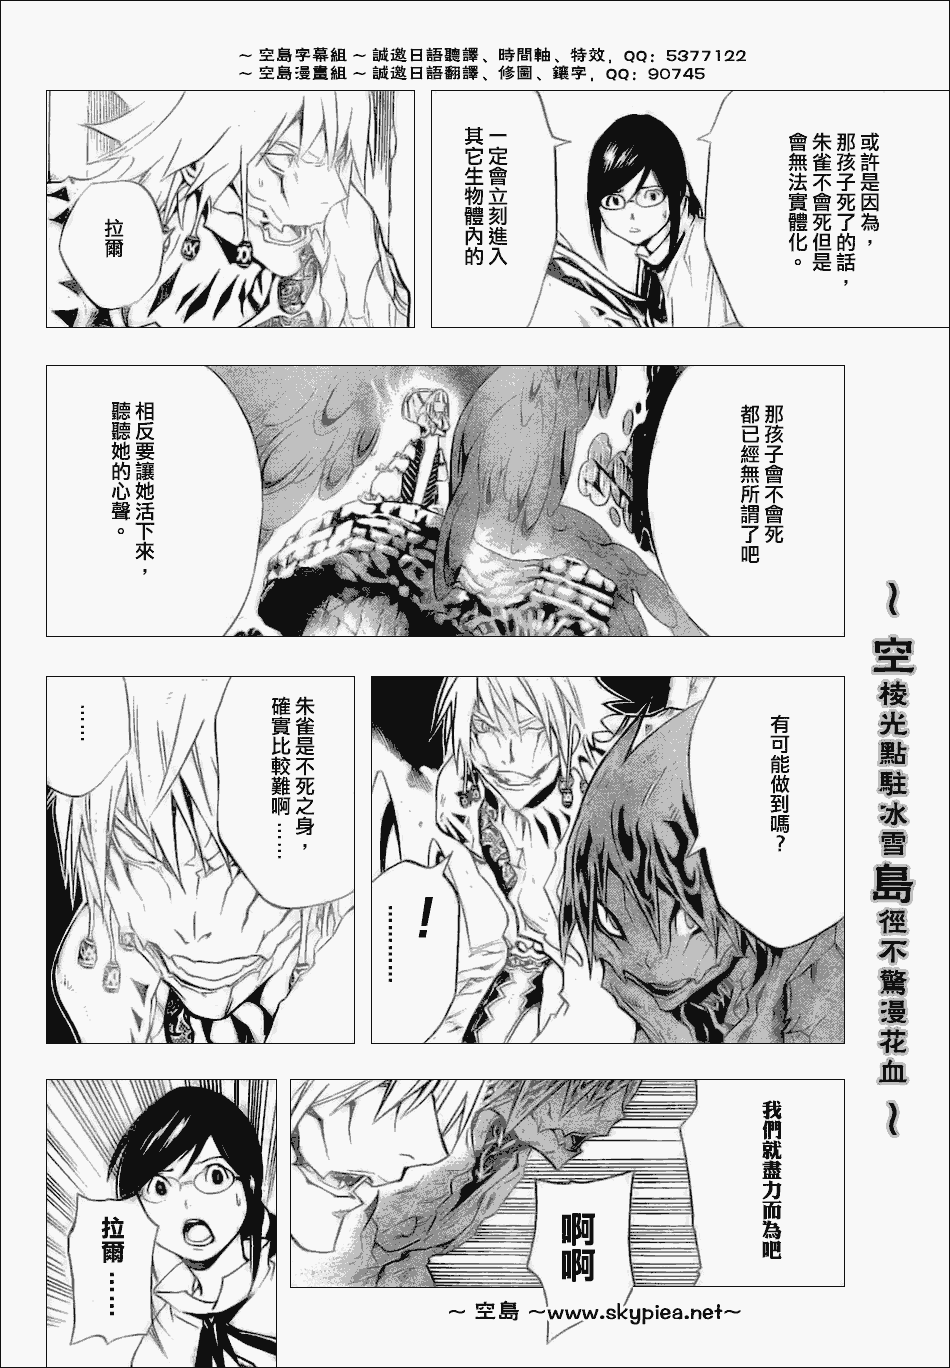 ～ 空島字幕組 ～ 誠邀日語聽譯、時間軸、特效, QQ: 5377122
～ 空島漫畫組 ～ 誠邀日語翻譯、修圖、鑲字, QQ: 90745
或許是因為，
那孩子死了的話，
朱雀不會死但是
會無法實體化。
一定會立刻進入
其它生物體內的
拉爾
那孩子會不會死
都已經無所謂了吧
相反要讓她活下來，
聽聽她的心聲。
有可能做到嗎?
!
…………
朱雀是不死之身，
確實比較難啊……
……
我們就盡力而為吧
啊
啊
拉爾……
～ 空棱光點駐冰雪島徑不驚漫花血 ～
～ 空島 ～www.skypiea.net～